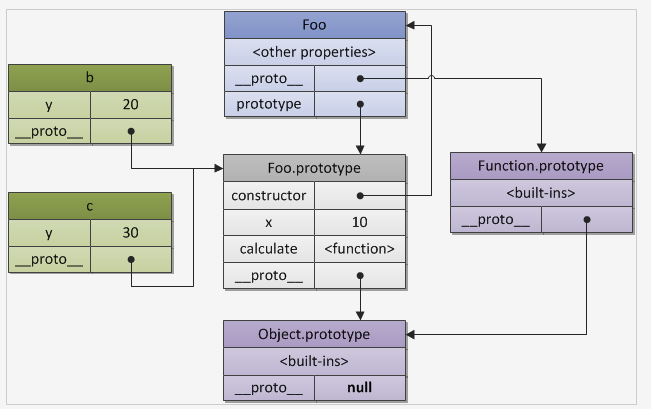 Foo
<other properties>
__proto__
prototype
b
y 20
__proto__
Foo.prototype
constructor
x 10
calculate <function>
__proto__
c
y 30
__proto__
Function.prototype
<built-ins>
__proto__
Object.prototype
<built-ins>
__proto__ null